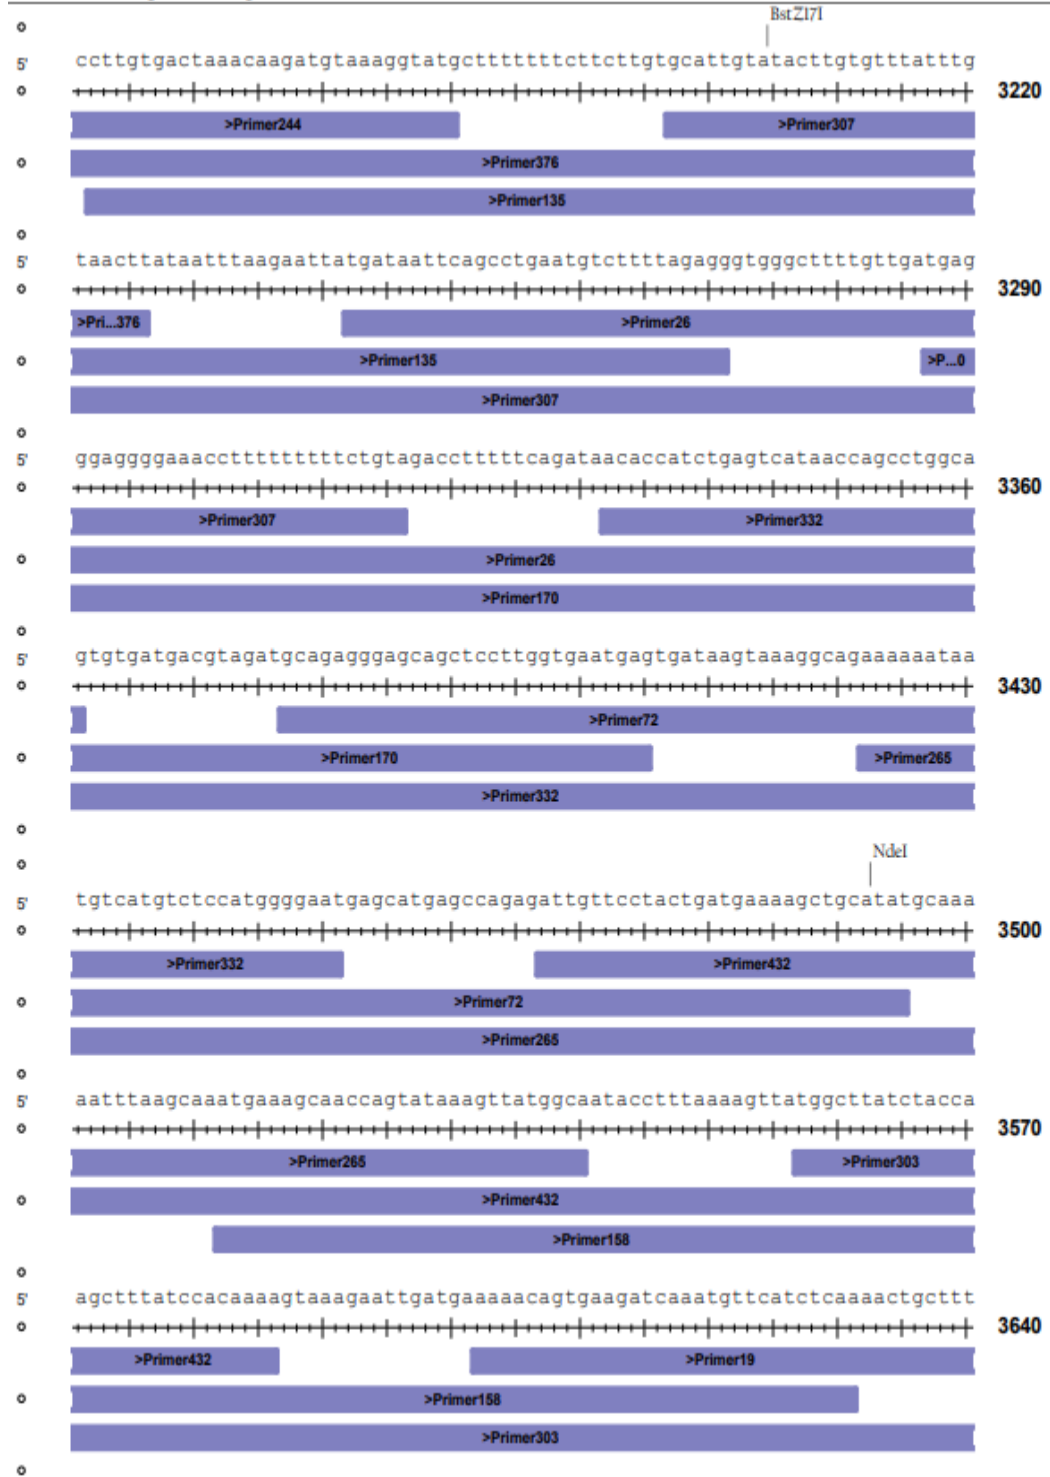 BstZ17I
5' ccttgtgactaaacaagatgtaaaggtatgcttttttttcttcttgtgcattgtatacttgtgtttatttg
3220
>Primer244 >Primer307
>Primer376
>Primer135
5' taacttataatttaagaattatgataattcagcctgaatgtcttttagagggtgggcttttgttgatgag
3290
>Pri...376 >Primer26
>Primer135 >P...0
>Primer307
5' ggaggggaaaccttttttttttctgtagacctttttcagataacaccatctgagtcataaccagcctggca
3360
>Primer307 >Primer332
>Primer26
>Primer170
5' gtgtgatgacgtagatgcagagggagcagctccttggtgaatgagtgataagtaaaggcagaaaaaataa
3430
>Primer72
>Primer170 >Primer265
>Primer332
NdeI
5' tgtcatgtctccatggggaatgagcatgagccagagattgttcctactgatgaaaagctgcatatgcaaa
3500
>Primer332 >Primer432
>Primer72
>Primer265
5' aatttaagcaaatgaaagcaaccagtataaagttatggcaatacctttaaaagttatggcttatctacca
3570
>Primer265 >Primer303
>Primer432
>Primer158
5' agctttatccacaaaagtaaagaattgatgaaaaacagtgaagatcaaatgttcatctcaaaactgcttt
3640
>Primer432 >Primer19
>Primer158
>Primer303